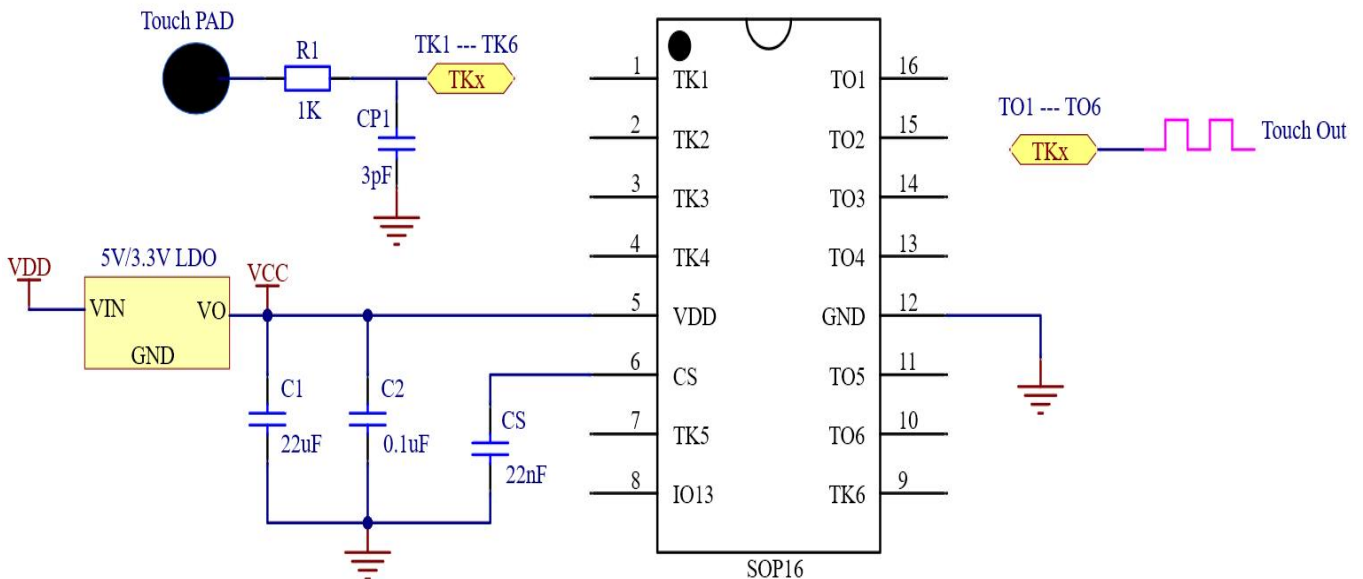 Touch PAD
R1
1K
TK1 --- TK6
TKx
CP1
3pF
5V/3.3V LDO
VDD
VIN
VO
GND
VCC
C1
22uF
C2
0.1uF
CS
22nF
1 TK1 TO1 16
2 TK2 TO2 15
3 TK3 TO3 14
4 TK4 TO4 13
5 VDD GND 12
6 CS TO5 11
7 TK5 TO6 10
8 IO13 TK6 9
SOP16
TO1 --- TO6
TKx
Touch Out